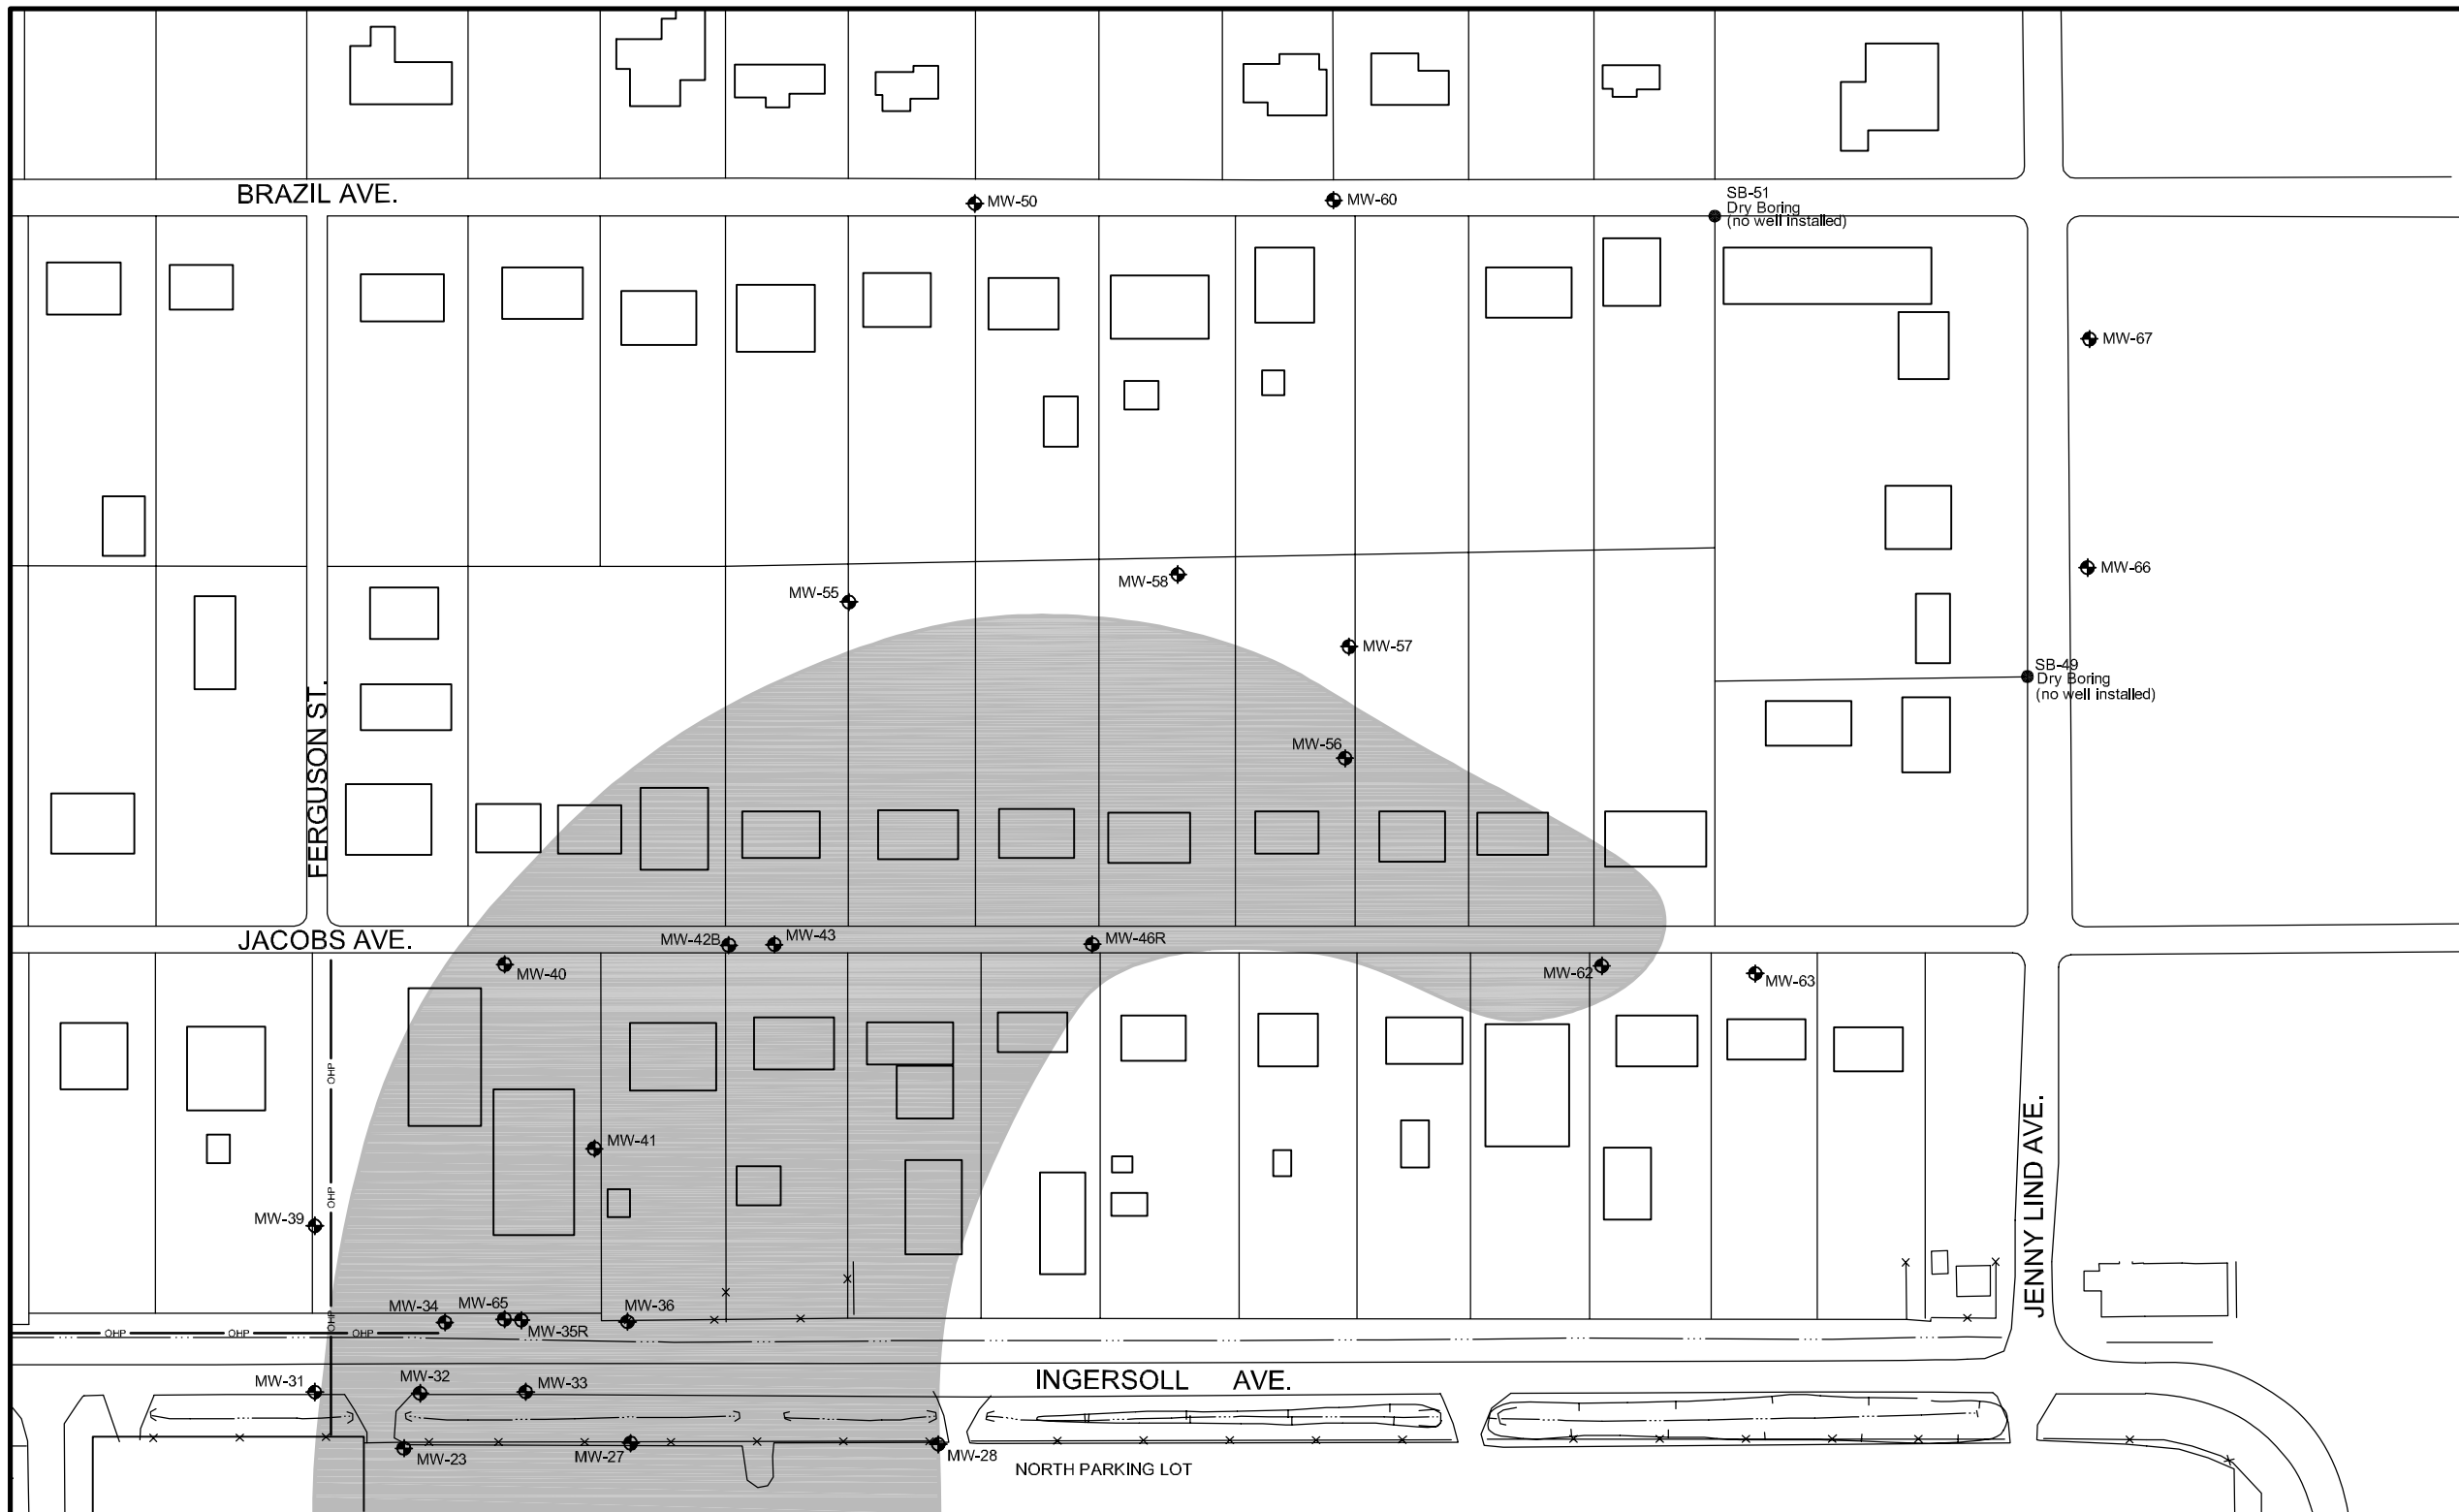 BRAZIL AVE.
MW-50
MW-60
SB-51
Dry Boring
(no well installed)
MW-67
MW-66
MW-58
MW-55
MW-57
SB-49
Dry Boring
(no well installed)
FERGUSON ST.
MW-56
JACOBS AVE.
MW-42B
MW-43
MW-46R
MW-40
MW-62
MW-63
OHP
MW-41
JENNY LIND AVE.
OHP
MW-39
MW-34
MW-65
MW-36
OHP
MW-35R
OHP
OHP
OHP
INGERSOLL AVE.
MW-31
MW-32
MW-33
MW-23
MW-27
MW-28
NORTH PARKING LOT